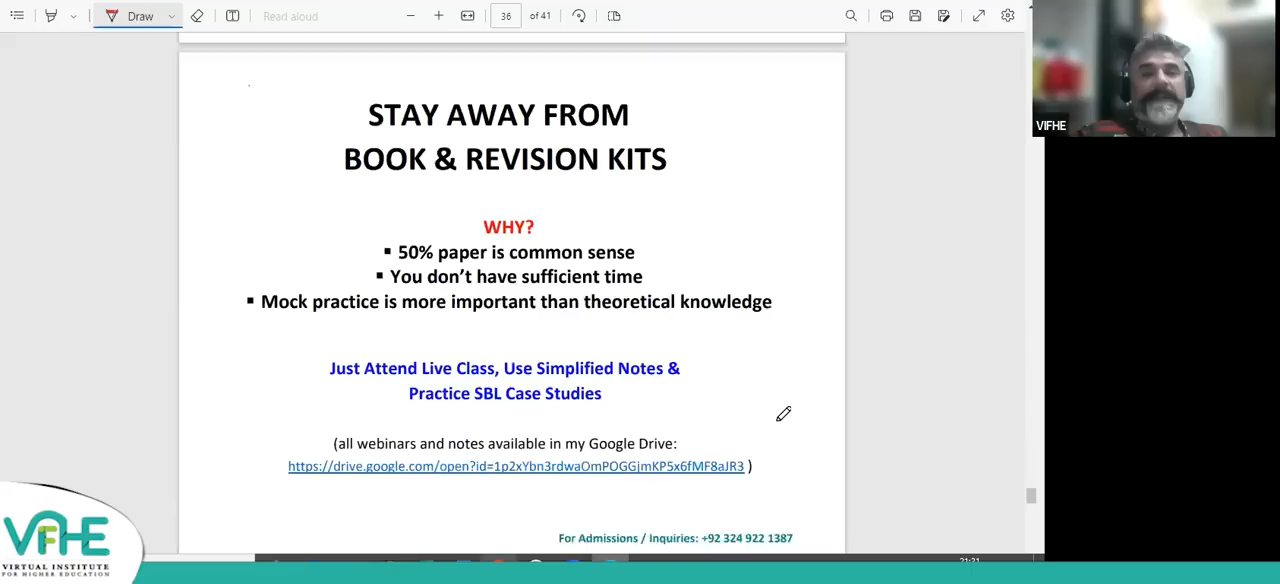 Draw
Read aloud
36
of 41
STAY AWAY FROM
BOOK & REVISION KITS
WHY?
▪ 50% paper is common sense
▪ You don't have sufficient time
▪ Mock practice is more important than theoretical knowledge
Just Attend Live Class, Use Simplified Notes &
Practice SBL Case Studies
(all webinars and notes available in my Google Drive:
https://drive.google.com/open?id=1p2xYbn3rdwaOmPOGGjmKP5x6fMF8aJR3 )
For Admissions / Inquiries: +92 324 922 1387
VIFHE
VIFHE
VIRTUAL INSTITUTE
FOR HIGHER EDUCATION